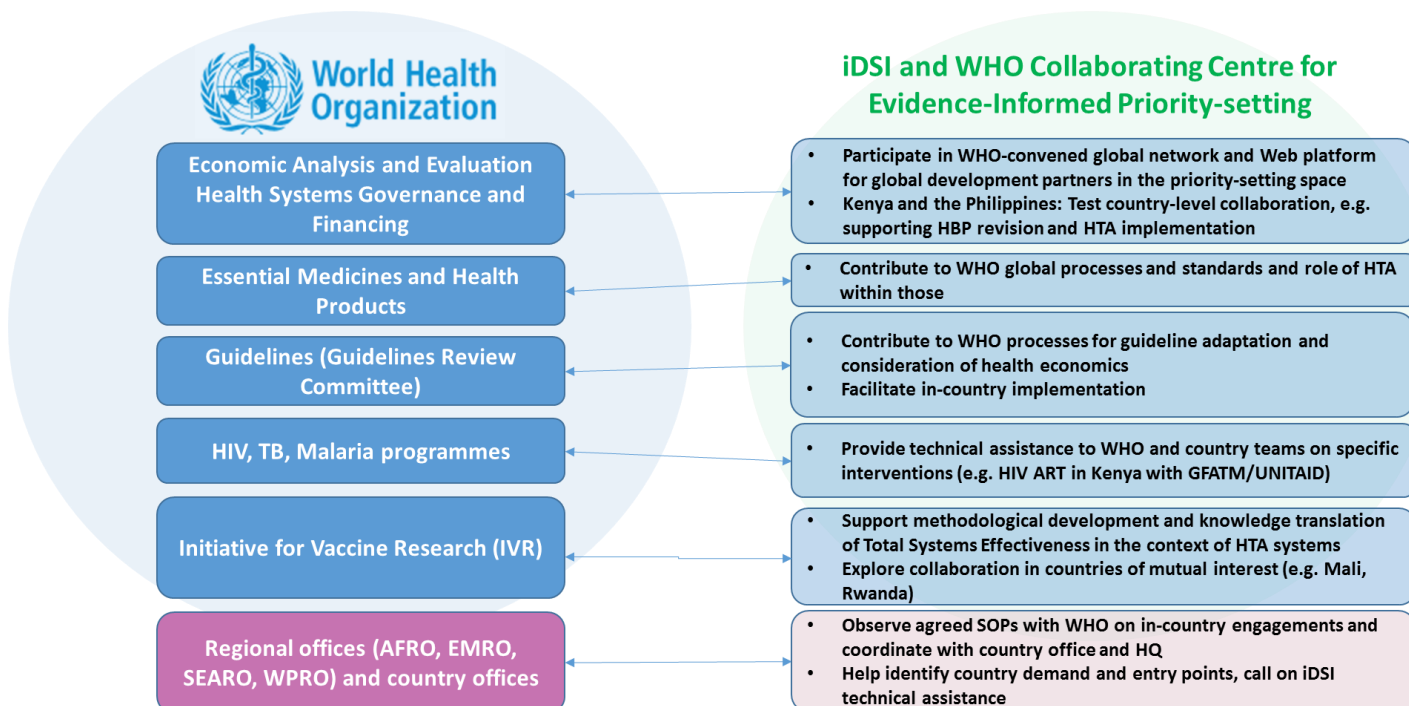 World Health
Organization
iDSI and WHO Collaborating Centre for
Evidence-Informed Priority-setting
Economic Analysis and Evaluation
Health Systems Governance and
Financing
• Participate in WHO-convened global network and Web platform
for global development partners in the priority-setting space
• Kenya and the Philippines: Test country-level collaboration, e.g.
supporting HBP revision and HTA implementation
Essential Medicines and Health
Products
• Contribute to WHO global processes and standards and role of HTA
within those
Guidelines (Guidelines Review
Committee)
• Contribute to WHO processes for guideline adaptation and
consideration of health economics
• Facilitate in-country implementation
HIV, TB, Malaria programmes
• Provide technical assistance to WHO and country teams on specific
interventions (e.g. HIV ART in Kenya with GFATM/UNITAID)
Initiative for Vaccine Research (IVR)
• Support methodological development and knowledge translation
of Total Systems Effectiveness in the context of HTA systems
• Explore collaboration in countries of mutual interest (e.g. Mali,
Rwanda)
Regional offices (AFRO, EMRO,
SEARO, WPRO) and country offices
• Observe agreed SOPs with WHO on in-country engagements and
coordinate with country office and HQ
• Help identify country demand and entry points, call on iDSI
technical assistance